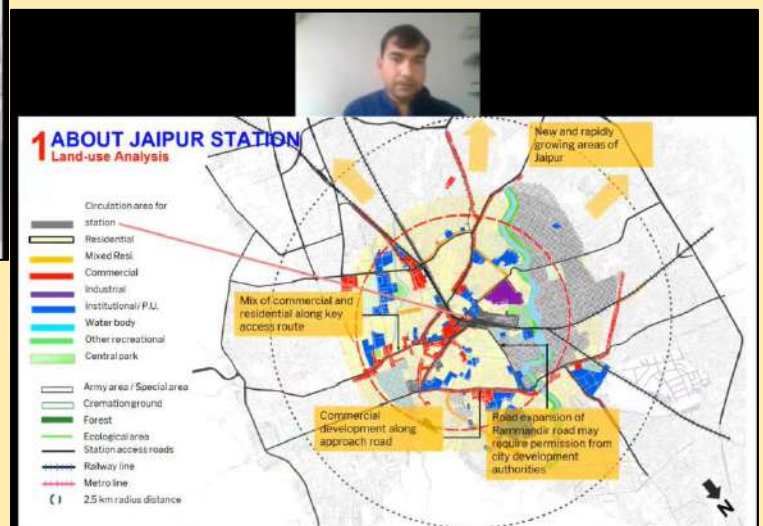 1 ABOUT JAIPUR STATION
Land-use Analysis
Circulation area for
station
Residential
Mixed Resi.
Commercial
Industrial
Institutional/ P.U.
Water body
Other recreational
Central park
Army area / Special area
Cremation ground
Forest
Ecological area
Station access roads
Railway line
Metro line
2.5 km radius distance
New and rapidly
growing areas of
Jaipur
Mix of commercial and
residential along key
access route
Commercial
development along
approach road
Road expansion of
Rammandir road may
require permission from
city development
authorities
N